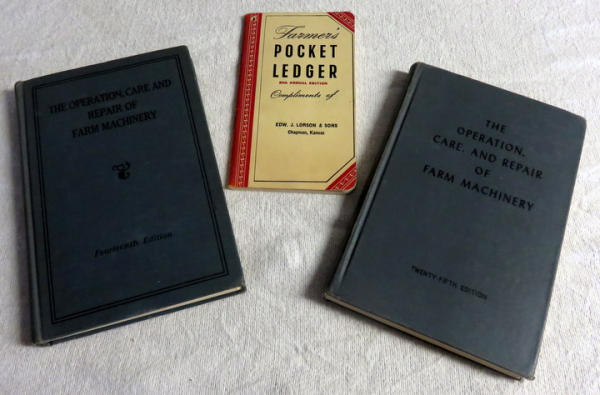 THE OPERATION, CARE, AND
REPAIR OF
FARM MACHINERY
Fourteenth Edition
Farmer's
POCKET
LEDGER
Compliments of
EDW. J. LORSON & SONS
Chapman, Kansas
THE
OPERATION,
CARE, AND REPAIR
OF
FARM MACHINERY
TWENTY-FIFTH EDITION